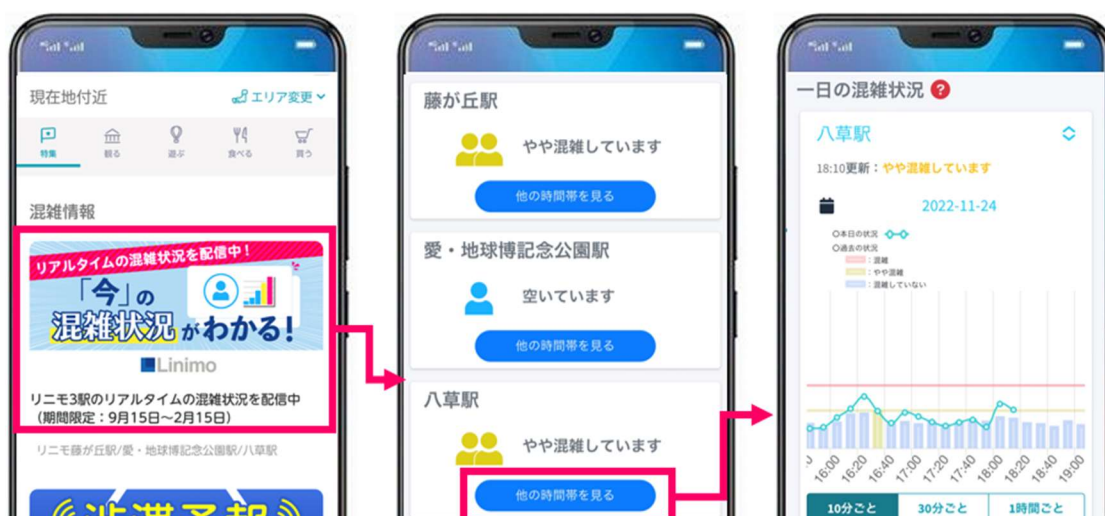 現在地付近
エリア変更
特集
観る
遊ぶ
食べる
買う
混雑情報
リアルタイムの混雑状況を配信中!
「今」の
混雑状況がわかる!
Linimo
リニモ3駅のリアルタイムの混雑状況を配信中
(期間限定:9月15日~2月15日)
リニモ藤が丘駅/愛・地球博記念公園駅/八草駅
渋滞予報
藤が丘駅
やや混雑しています
他の時間帯を見る
愛・地球博記念公園駅
空いています
他の時間帯を見る
八草駅
やや混雑しています
他の時間帯を見る
一日の混雑状況 ?
八草駅
18:10更新:やや混雑しています
2022-11-24
○本日の状況
○過去の状況
:混雑
:やや混雑
:混雑していない
16:00
16:20
16:40
17:00
17:20
17:40
18:00
18:20
18:40
19:00
10分ごと
30分ごと
1時間ごと